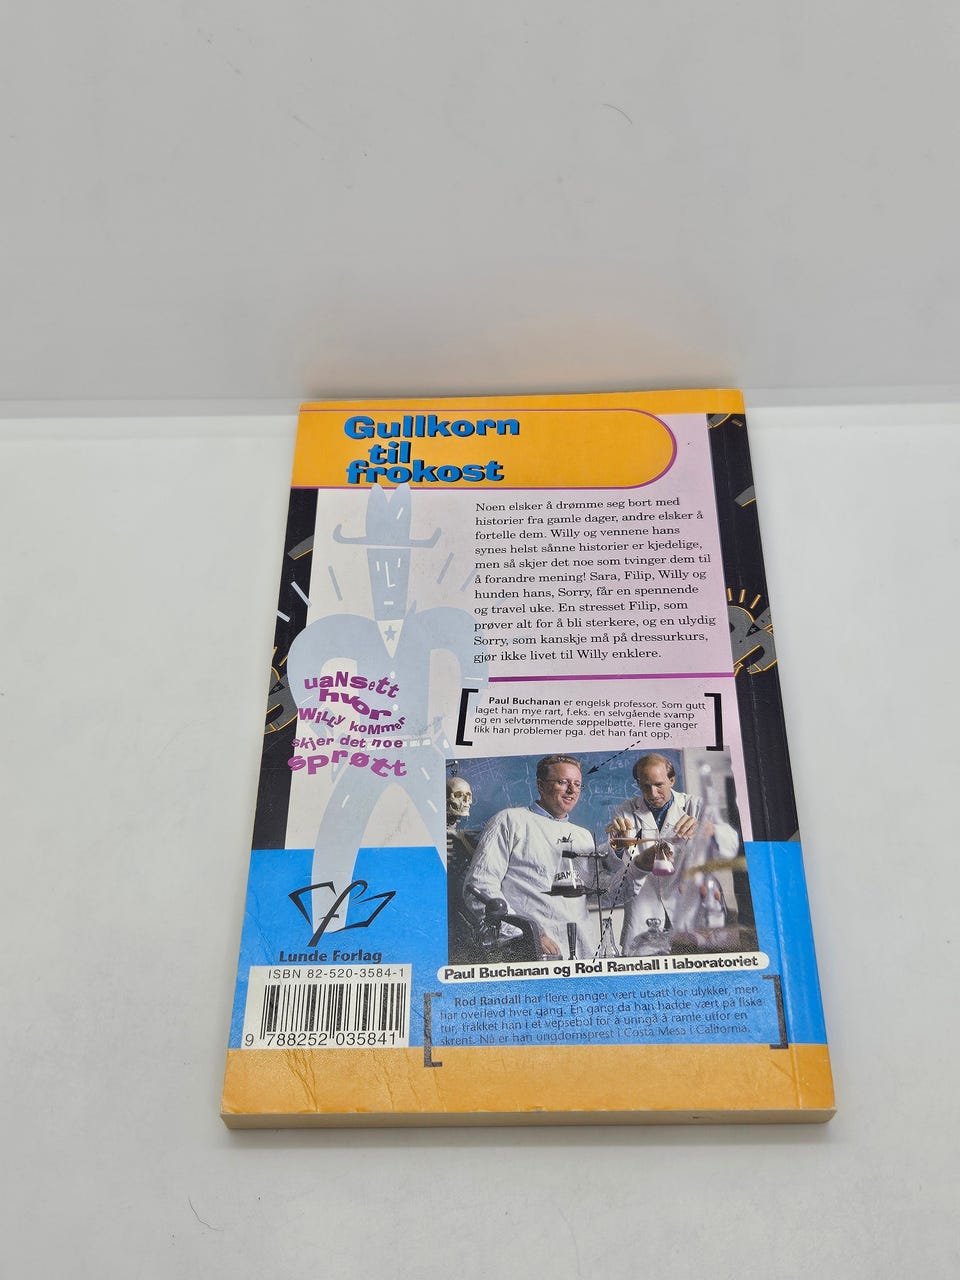 Gullkorn
til
frokost
Noen elsker å drømme seg bort med
historier fra gamle dager, andre elsker å
fortelle dem. Willy og vennene hans
synes helst sånne historier er kjedelige,
men så skjer det noe som tvinger dem til
å forandre mening! Sara, Filip, Willy og
hunden hans, Sorry, får en spennende
og travel uke. En stresset Filip, som
prøver alt for å bli sterkere, og en ulydig
Sorry, som kanskje må på dressurkurs,
gjør ikke livet til Willy enklere.
uaNsett
hvor
WiLLy koMmer
skjer det noe
sprøtt
Paul Buchanan er engelsk professor. Som gutt
laget han mye rart, f.eks. en selvgående svamp
og en selvtømmende søppelbøtte. Flere ganger
fikk han problemer pga. det han fant opp.
Paul Buchanan og Rod Randall i laboratoriet
Rod Randall har flere ganger vært utsatt for ulykker, men
har overlevd hver gang. En gang da han hadde vært på fiske-
tur, tråkket han i et vepsebol for å unngå å ramle utfor en
skrent. Nå er han ungdomsprest i Costa Mesa i California.
Lunde Forlag
ISBN 82-520-3584-1
9 788252 035841